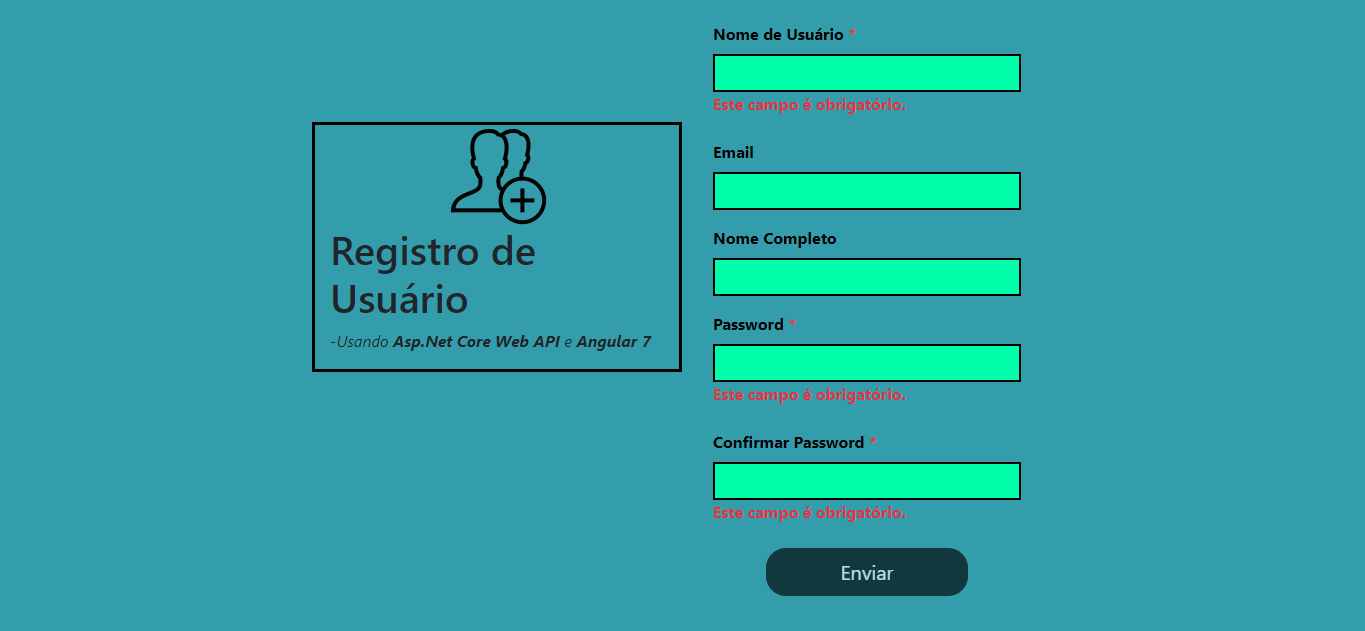 Registro de
Usuário
-Usando Asp.Net Core Web API e Angular 7
Nome de Usuário *
Este campo é obrigatório.
Email
Nome Completo
Password *
Este campo é obrigatório.
Confirmar Password *
Este campo é obrigatório.
Enviar